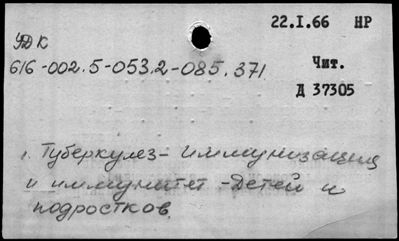 22.I.66 НР
УДК
616-002.5-053.2-085.371
Чит.
Д 37305
1. Туберкулез - иммунизация
и иммунитет - Детей и
подростков.